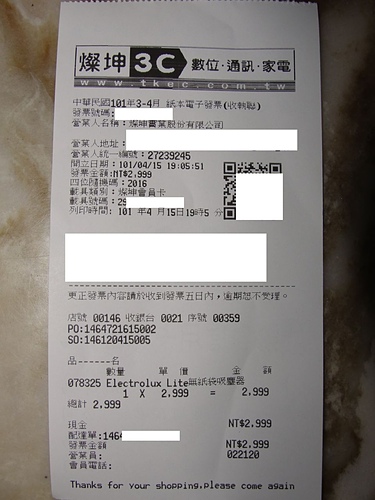 燦坤 3C 數位·通訊·家電
www.tkec.com.tw
中華民國101年3-4月 紙本電子發票(收執聯)
發票號碼:
營業人名稱:燦坤實業股份有限公司
營業人地址:
營業人統一編號:27239245
開立日期:101/04/15 19:05:51
發票金額:NT$2,999
四位隨機碼:2016
載具類別:燦坤會員卡
載具號碼:29
列印時間: 101 年4 月15日19時5 分
更正發票內容請於收到發票五日內,逾期恕不受理。
店號 00146 收銀台 0021 序號 00359
PO:1464721615002
SO:146120415005
品------名
數量 單 價 金 額
078325 Electrolux Lite無紙袋吸塵器
1 X 2,999 = 2,999
總計 2,999
現金 NT$2,999
配達單:1464
發票金額 NT$2,999
營業員: 022120
會員電話:
Thanks for your shopping,please come again